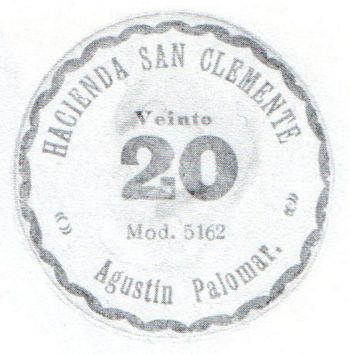 HACIENDA SAN CLEMENTE
Veinte
20
Mod. 5162
Agustin Palomar.